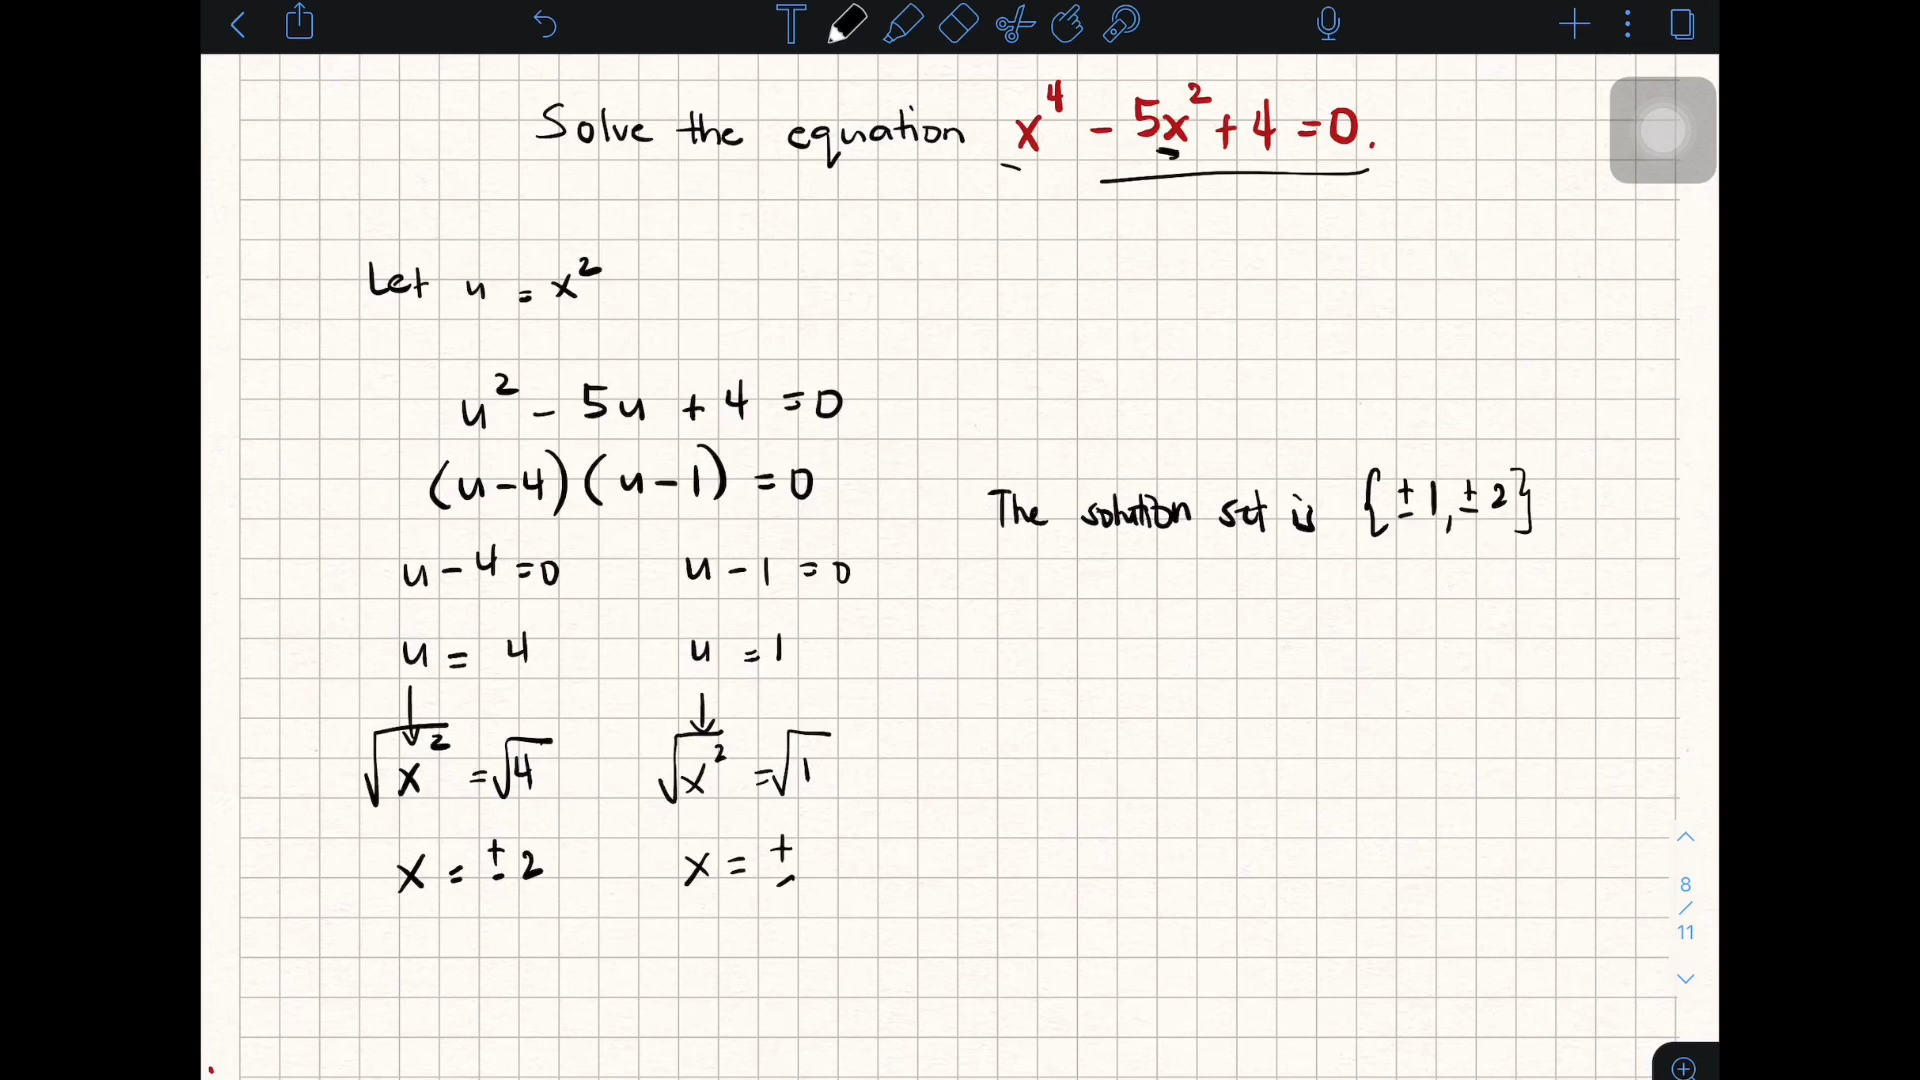 Solve the equation x⁴ - 5x² + 4 = 0.
Let u = x²
u² - 5u + 4 = 0
(u-4)(u-1) = 0
u - 4 = 0    u - 1 = 0
u = 4    u = 1
√x² = √4    √x² = √1
x = ± 2    x = ±
The solution set is {± 1, ± 2}
8
/
11